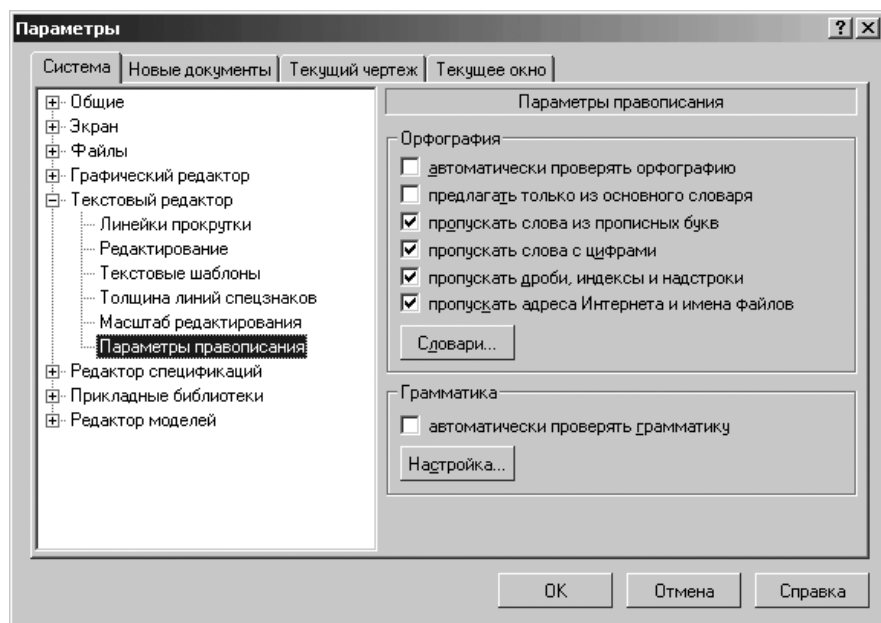 Параметры
Система
Новые документы
Текущий чертеж
Текущее окно
Общие
Экран
Файлы
Графический редактор
Текстовый редактор
Линейки прокрутки
Редактирование
Текстовые шаблоны
Толщина линий спецзнаков
Масштаб редактирования
Параметры правописания
Редактор спецификаций
Прикладные библиотеки
Редактор моделей
Параметры правописания
Орфография
автоматически проверять орфографию
предлагать только из основного словаря
пропускать слова из прописных букв
пропускать слова с цифрами
пропускать дроби, индексы и надстроки
пропускать адреса Интернета и имена файлов
Словари...
Грамматика
автоматически проверять грамматику
Настройка...
OK
Отмена
Справка